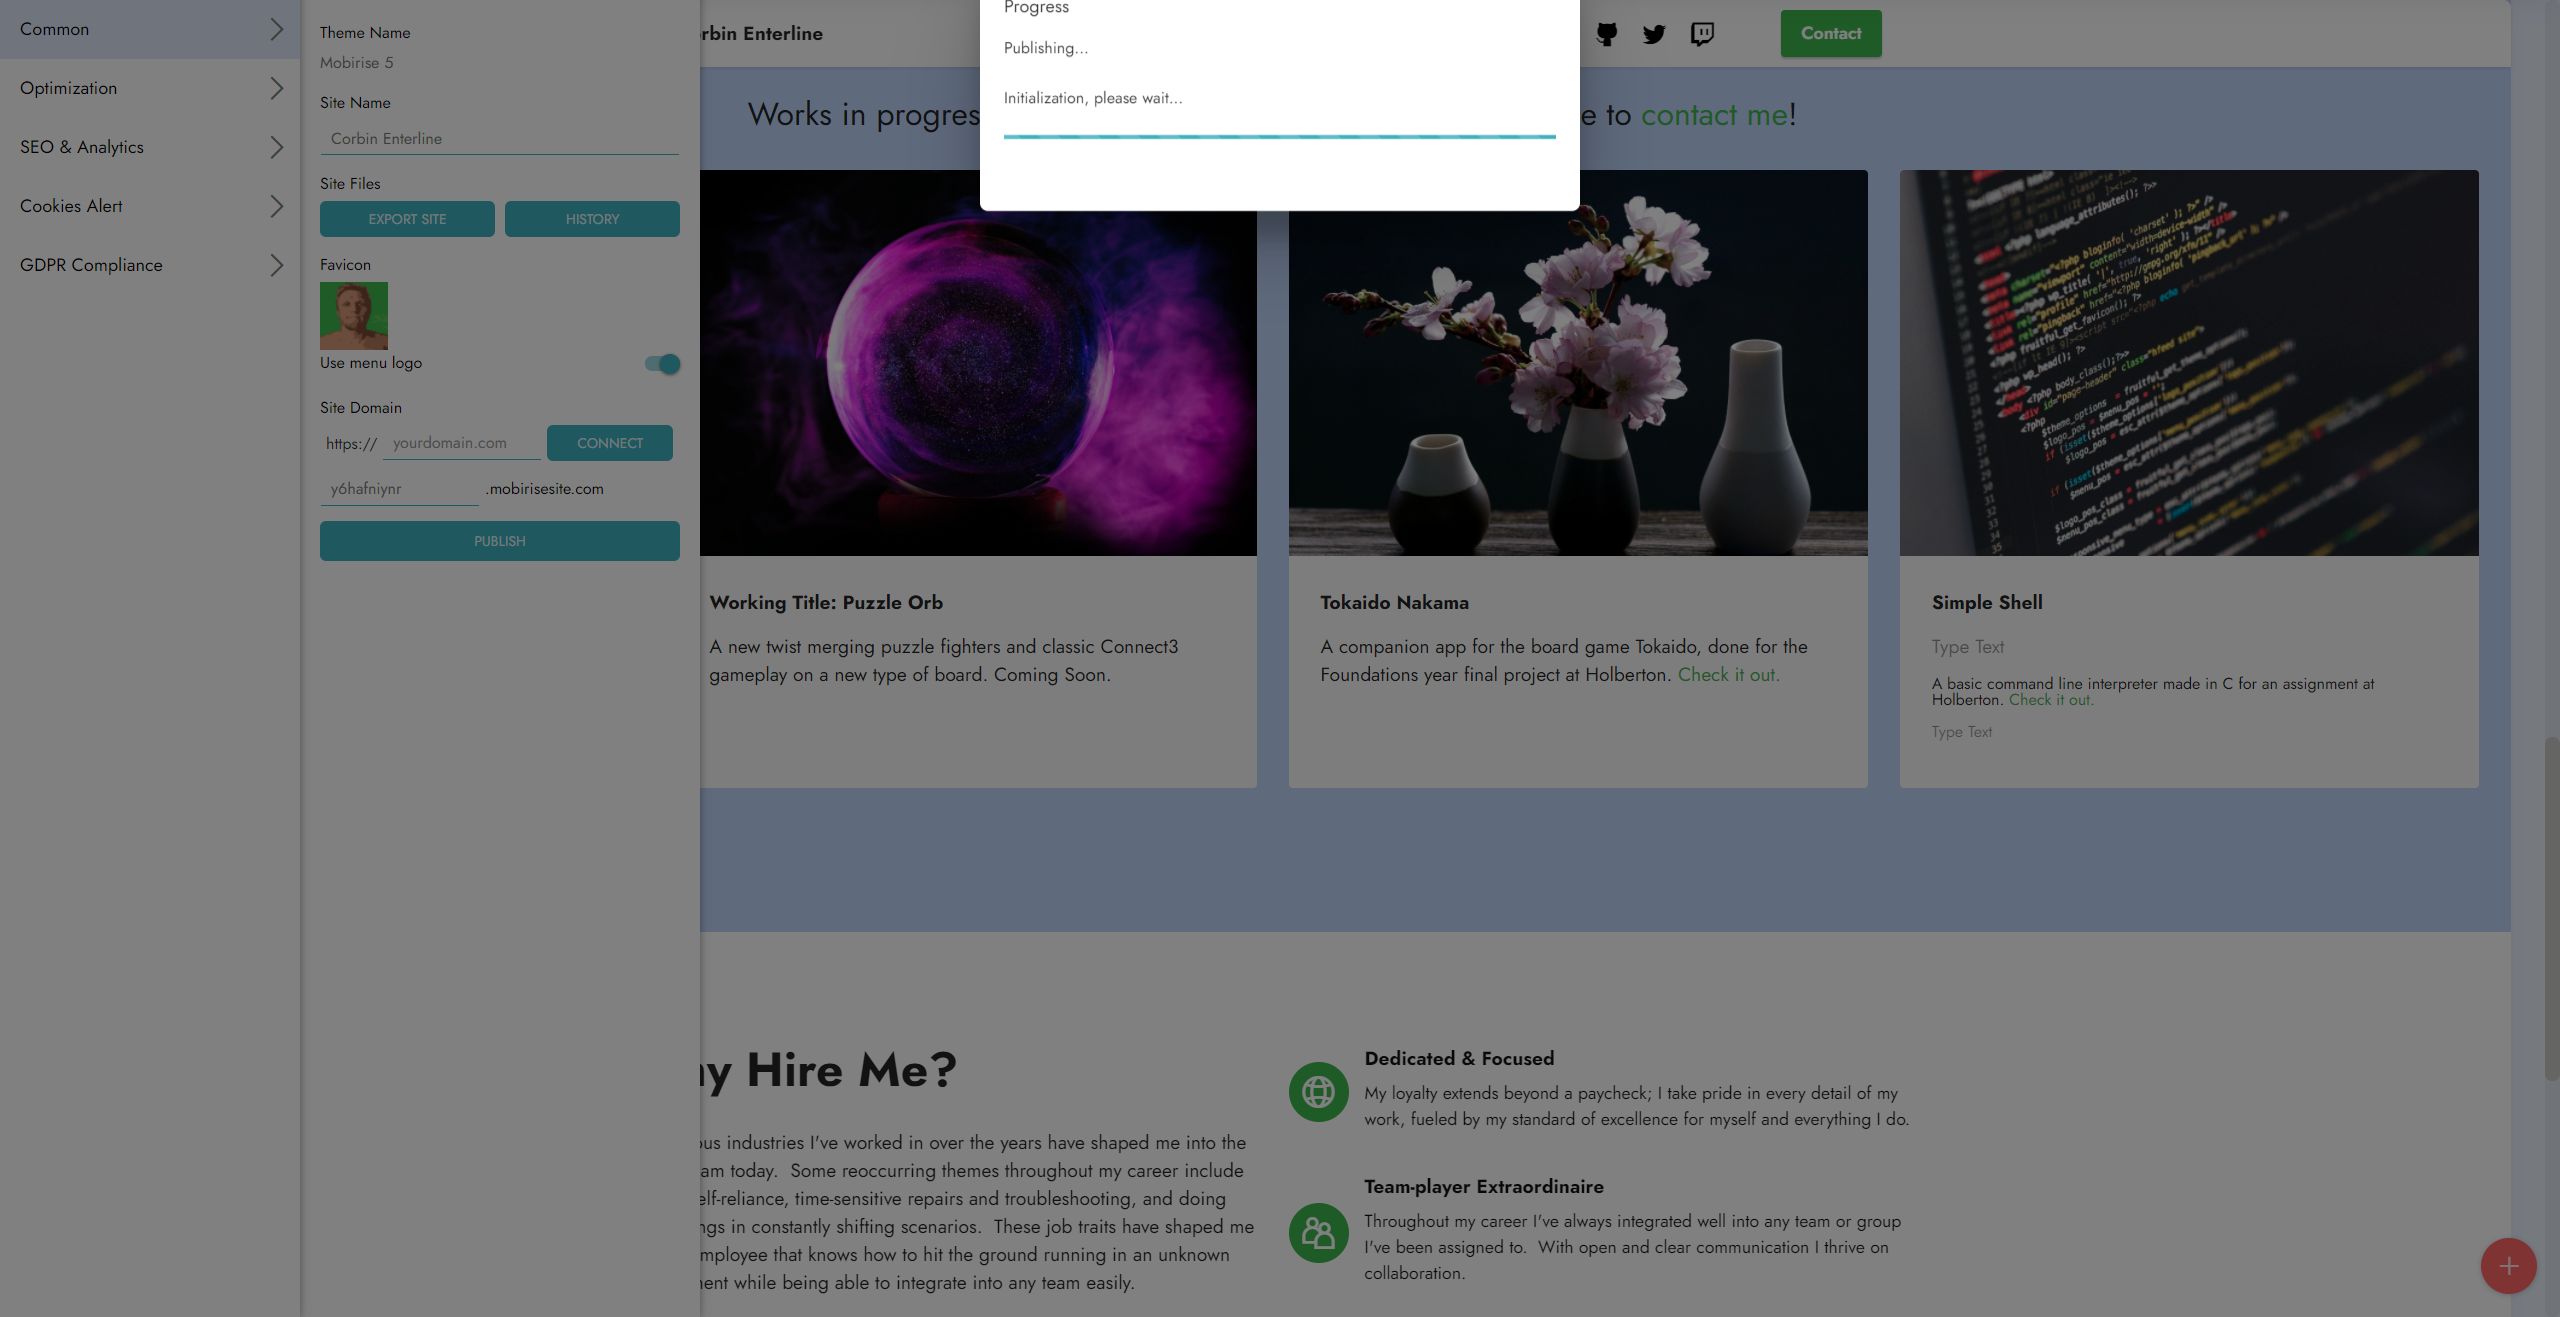 Common
Optimization
SEO & Analytics
Cookies Alert
GDPR Compliance
Theme Name
Mobirise 5
Site Name
Corbin Enterline
Site Files
EXPORT SITE
HISTORY
Favicon
Use menu logo
Site Domain
https://
yourdomain.com
CONNECT
y6hafniynr
.mobirisesite.com
PUBLISH
Progress
Publishing...
Initialization, please wait...
rbin Enterline
Contact
Works in progres
e to contact me!
Working Title: Puzzle Orb
A new twist merging puzzle fighters and classic Connect3
gameplay on a new type of board. Coming Soon.
Tokaido Nakama
A companion app for the board game Tokaido, done for the
Foundations year final project at Holberton. Check it out.
Simple Shell
Type Text
A basic command line interpreter made in C for an assignment at
Holberton. Check it out.
Type Text
y Hire Me?
ous industries I've worked in over the years have shaped me into the
am today. Some reoccurring themes throughout my career include
elf-reliance, time-sensitive repairs and troubleshooting, and doing
ngs in constantly shifting scenarios. These job traits have shaped me
mployee that knows how to hit the ground running in an unknown
ent while being able to integrate into any team easily.
Dedicated & Focused
My loyalty extends beyond a paycheck; I take pride in every detail of my
work, fueled by my standard of excellence for myself and everything I do.
Team-player Extraordinaire
Throughout my career I've always integrated well into any team or group
I've been assigned to. With open and clear communication I thrive on
collaboration.